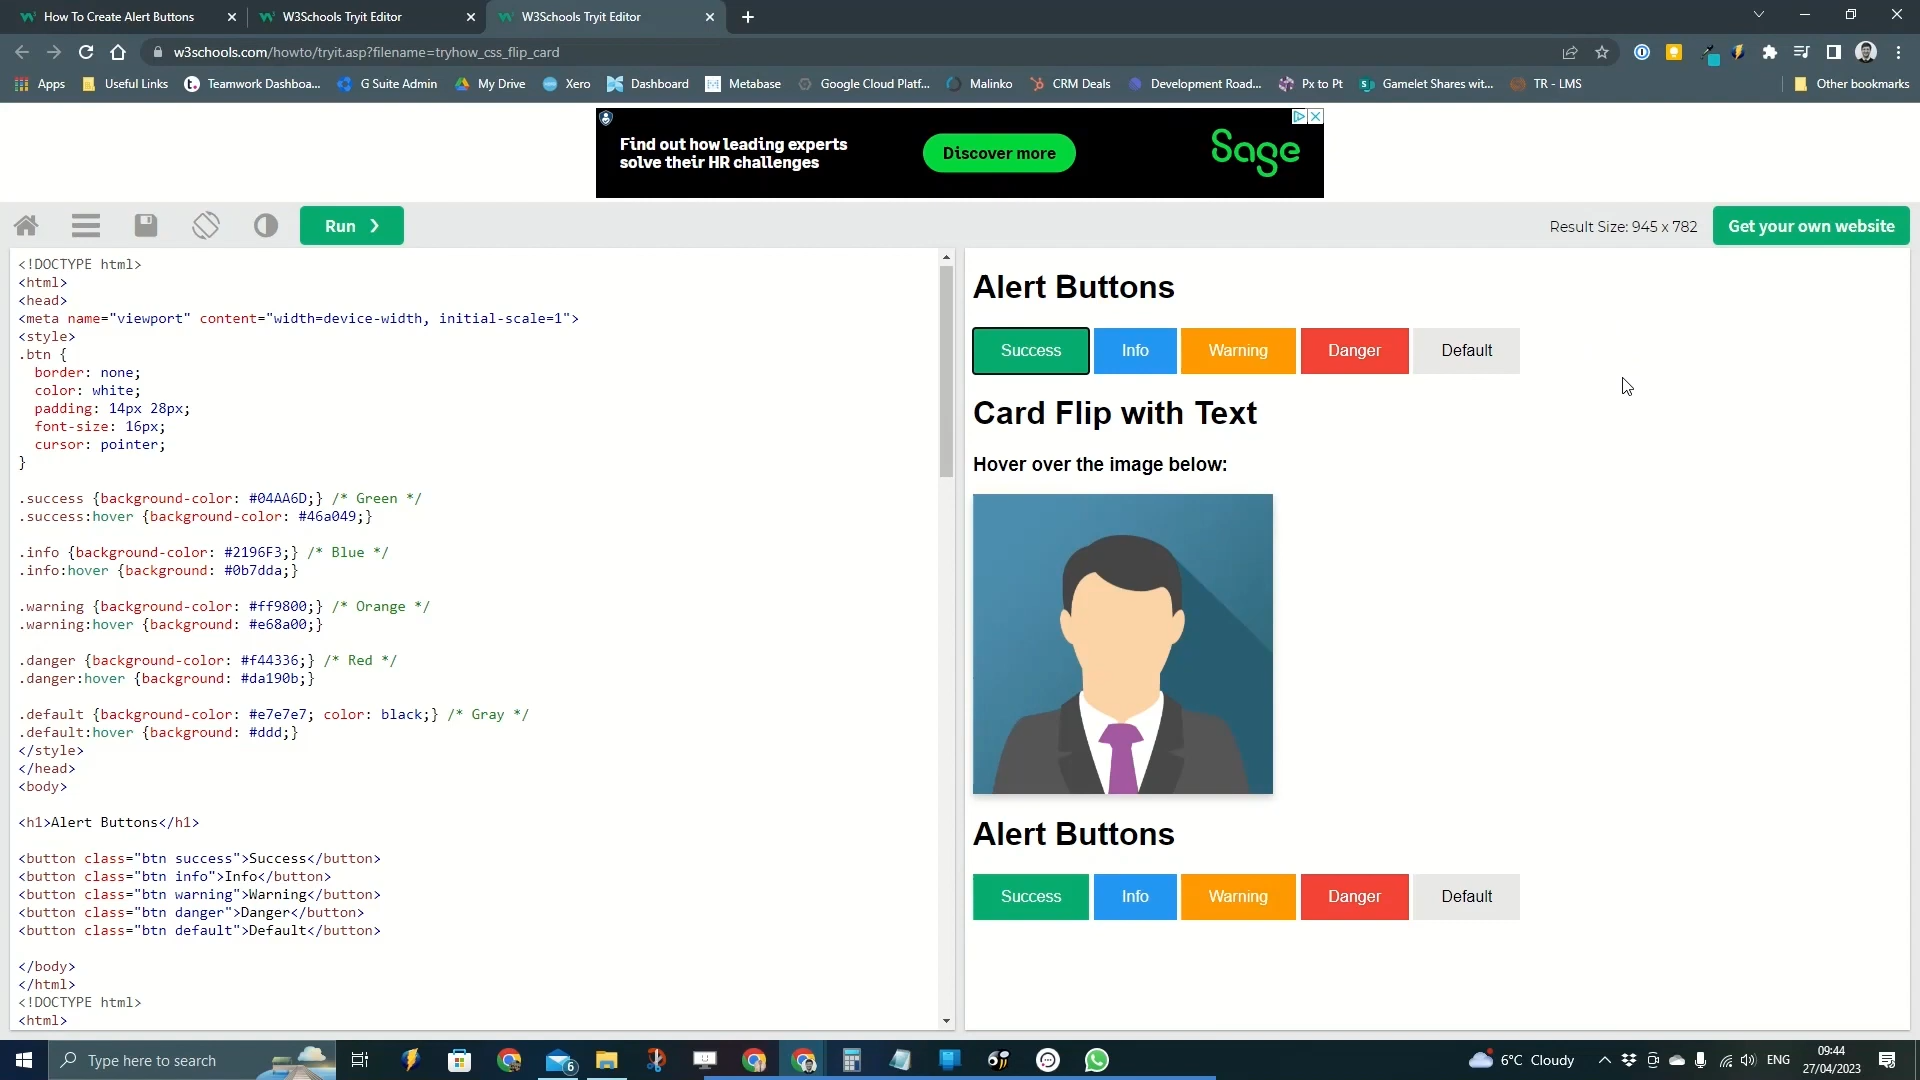 How To Create Alert Buttons
W3Schools Tryit Editor
W3Schools Tryit Editor
w3schools.com/howto/tryit.asp?filename=tryhow_css_flip_card
Apps
Useful Links
Teamwork Dashboa...
G Suite Admin
My Drive
Xero
Dashboard
Metabase
Google Cloud Platf...
Malinko
CRM Deals
Development Road...
Px to Pt
Gamelet Shares wit...
TR - LMS
Other bookmarks
Find out how leading experts
solve their HR challenges
Discover more
Sage
Run ❯
Result Size: 945 x 782
Get your own website
<!DOCTYPE html>
<html>
<head>
<meta name="viewport" content="width=device-width, initial-scale=1">
<style>
.btn {
  border: none;
  color: white;
  padding: 14px 28px;
  font-size: 16px;
  cursor: pointer;
}
.success {background-color: #04AA6D;} /* Green */
.success:hover {background-color: #46a049;}
.info {background-color: #2196F3;} /* Blue */
.info:hover {background: #0b7dda;}
.warning {background-color: #ff9800;} /* Orange */
.warning:hover {background: #e68a00;}
.danger {background-color: #f44336;} /* Red */
.danger:hover {background: #da190b;}
.default {background-color: #e7e7e7; color: black;} /* Gray */
.default:hover {background: #ddd;}
</style>
</head>
<body>
<h1>Alert Buttons</h1>
<button class="btn success">Success</button>
<button class="btn info">Info</button>
<button class="btn warning">Warning</button>
<button class="btn danger">Danger</button>
<button class="btn default">Default</button>
</body>
</html>
<!DOCTYPE html>
<html>
Alert Buttons
Success
Info
Warning
Danger
Default
Card Flip with Text
Hover over the image below:
Alert Buttons
Success
Info
Warning
Danger
Default
Type here to search
6
6°C Cloudy
ENG
09:44
27/04/2023